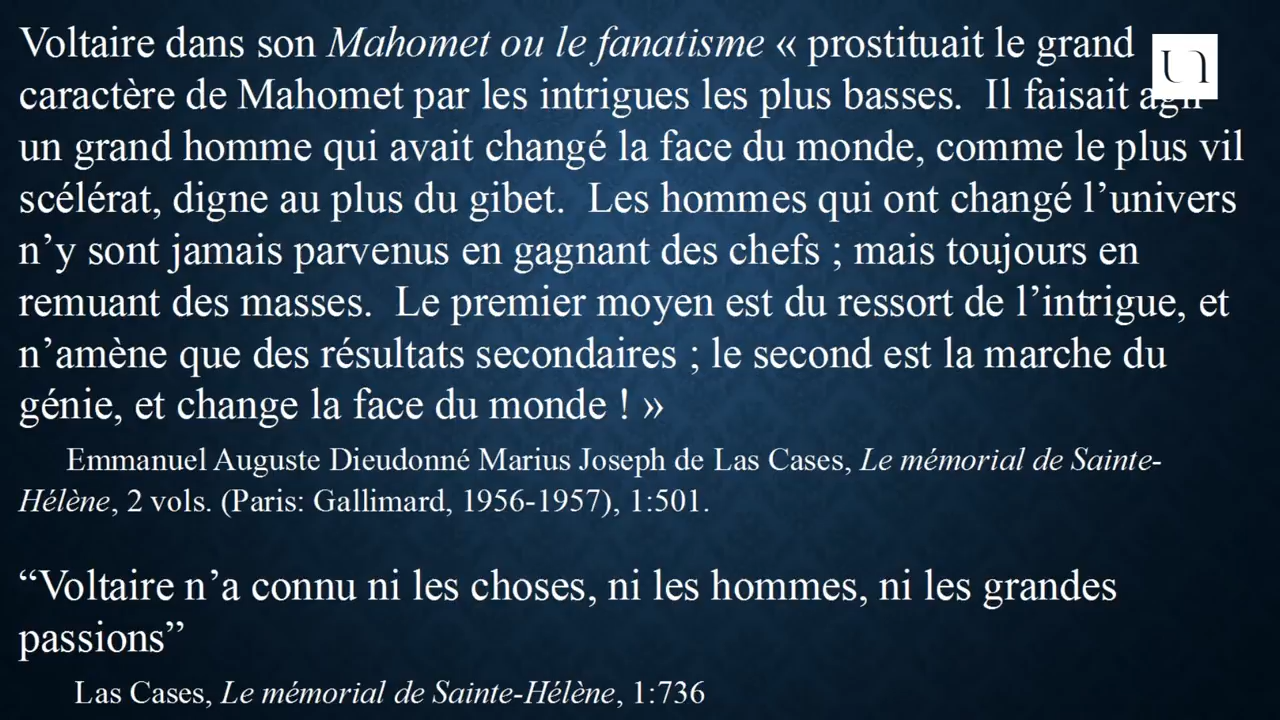 Voltaire dans son Mahomet ou le fanatisme « prostituait le grand
caractère de Mahomet par les intrigues les plus basses.  Il faisait agir
un grand homme qui avait changé la face du monde, comme le plus vil
scélérat, digne au plus du gibet.  Les hommes qui ont changé l’univers
n’y sont jamais parvenus en gagnant des chefs ; mais toujours en
remuant des masses.  Le premier moyen est du ressort de l’intrigue, et
n’amène que des résultats secondaires ; le second est la marche du
génie, et change la face du monde ! »
Emmanuel Auguste Dieudonné Marius Joseph de Las Cases, Le mémorial de Sainte-
Hélène, 2 vols. (Paris: Gallimard, 1956-1957), 1:501.
“Voltaire n’a connu ni les choses, ni les hommes, ni les grandes
passions”
Las Cases, Le mémorial de Sainte-Hélène, 1:736